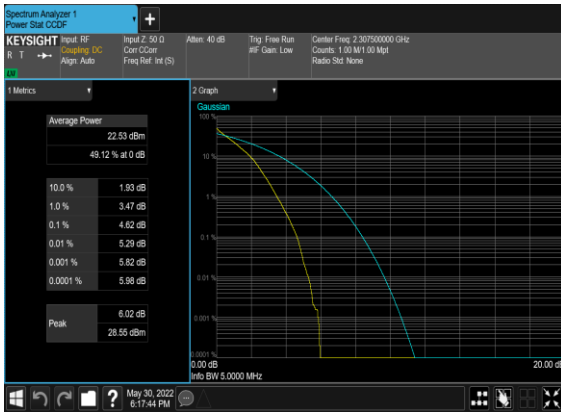 Spectrum Analyzer 1
Power Stat CCDF
+
KEYSIGHT
R T
LXI
Input: RF
Coupling: DC
Align: Auto
Input Z: 50 Ω
Corr CCorr
Freq Ref: Int (S)
Atten: 40 dB
Trig: Free Run
#IF Gain: Low
Center Freq: 2.307500000 GHz
Counts: 1.00 M/1.00 Mpt
Radio Std: None
1 Metrics
Average Power
22.53 dBm
49.12 % at 0 dB
10.0 % 1.93 dB
1.0 % 3.47 dB
0.1 % 4.62 dB
0.01 % 5.29 dB
0.001 % 5.82 dB
0.0001 % 5.98 dB
Peak
6.02 dB
28.55 dBm
2 Graph
Gaussian
100 %
10 %
1 %
0.1 %
0.01 %
0.001 %
0.0001 %
0.00 dB
20.00 dB
Info BW 5.0000 MHz
?
May 30, 2022
6:17:44 PM